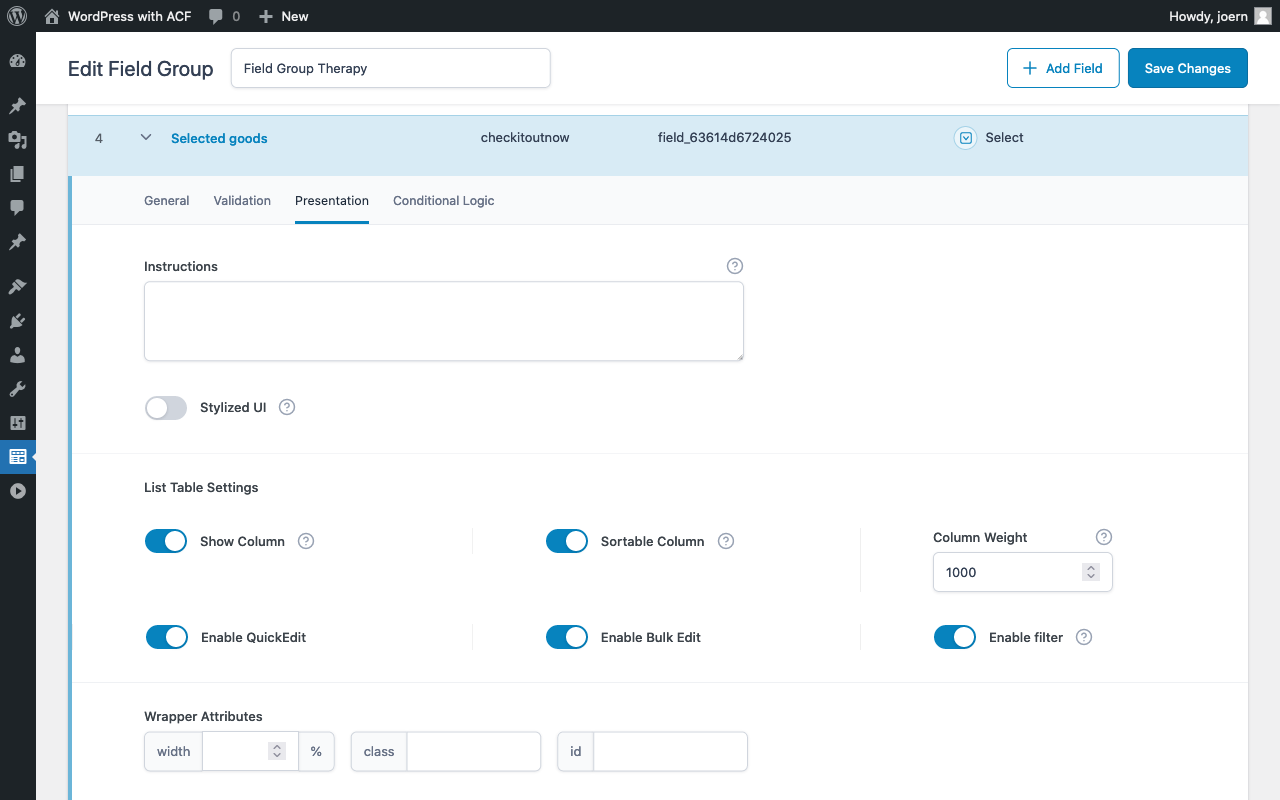 WordPress with ACF 0 New Howdy, joern
Edit Field Group Field Group Therapy Add Field Save Changes
4 Selected goods checkitoutnow field_63614d6724025 Select
General Validation Presentation Conditional Logic
Instructions
Stylized UI
List Table Settings
Show Column Sortable Column Column Weight
1000
Enable QuickEdit Enable Bulk Edit Enable filter
Wrapper Attributes
width % class id